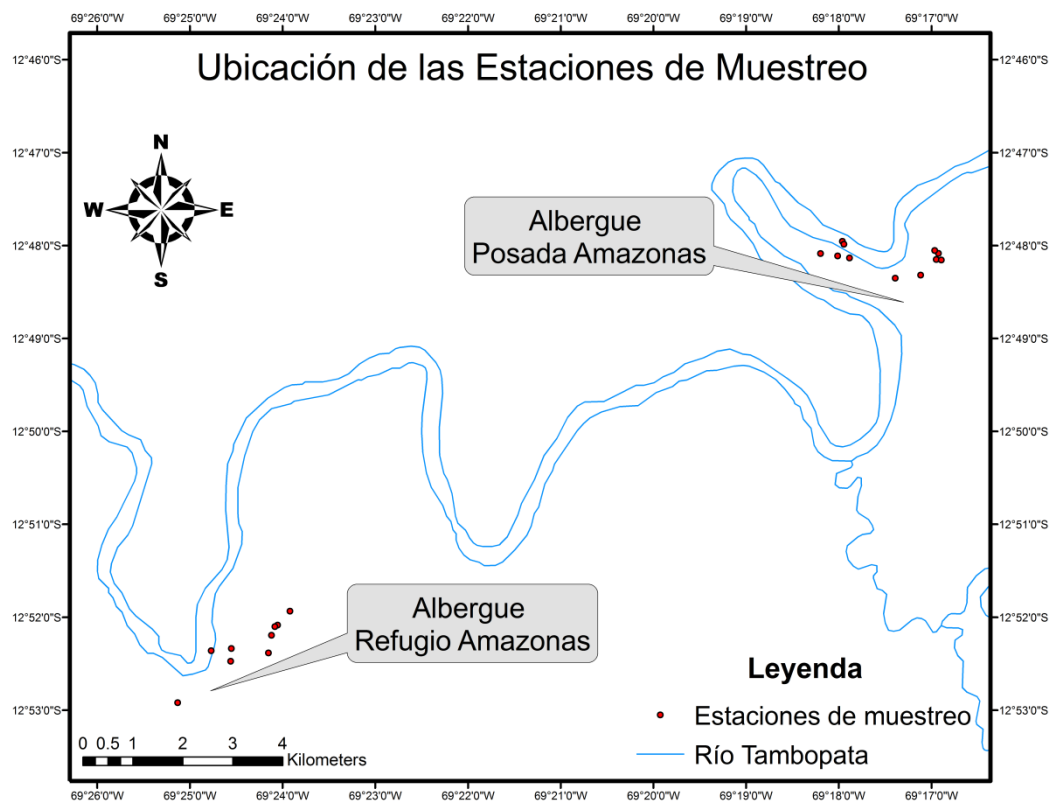 69°26'0"W 69°25'0"W 69°24'0"W 69°23'0"W 69°22'0"W 69°21'0"W 69°20'0"W 69°19'0"W 69°18'0"W 69°17'0"W
Ubicación de las Estaciones de Muestreo
12°46'0"S 12°46'0"S
12°47'0"S 12°47'0"S
12°48'0"S 12°48'0"S
12°49'0"S 12°49'0"S
12°50'0"S 12°50'0"S
12°51'0"S 12°51'0"S
12°52'0"S 12°52'0"S
12°53'0"S 12°53'0"S
N
W E
S
Albergue
Posada Amazonas
Albergue
Refugio Amazonas
Leyenda
Estaciones de muestreo
Río Tambopata
0 0.5 1 2 3 4
Kilometers
69°26'0"W 69°25'0"W 69°24'0"W 69°23'0"W 69°22'0"W 69°21'0"W 69°20'0"W 69°19'0"W 69°18'0"W 69°17'0"W